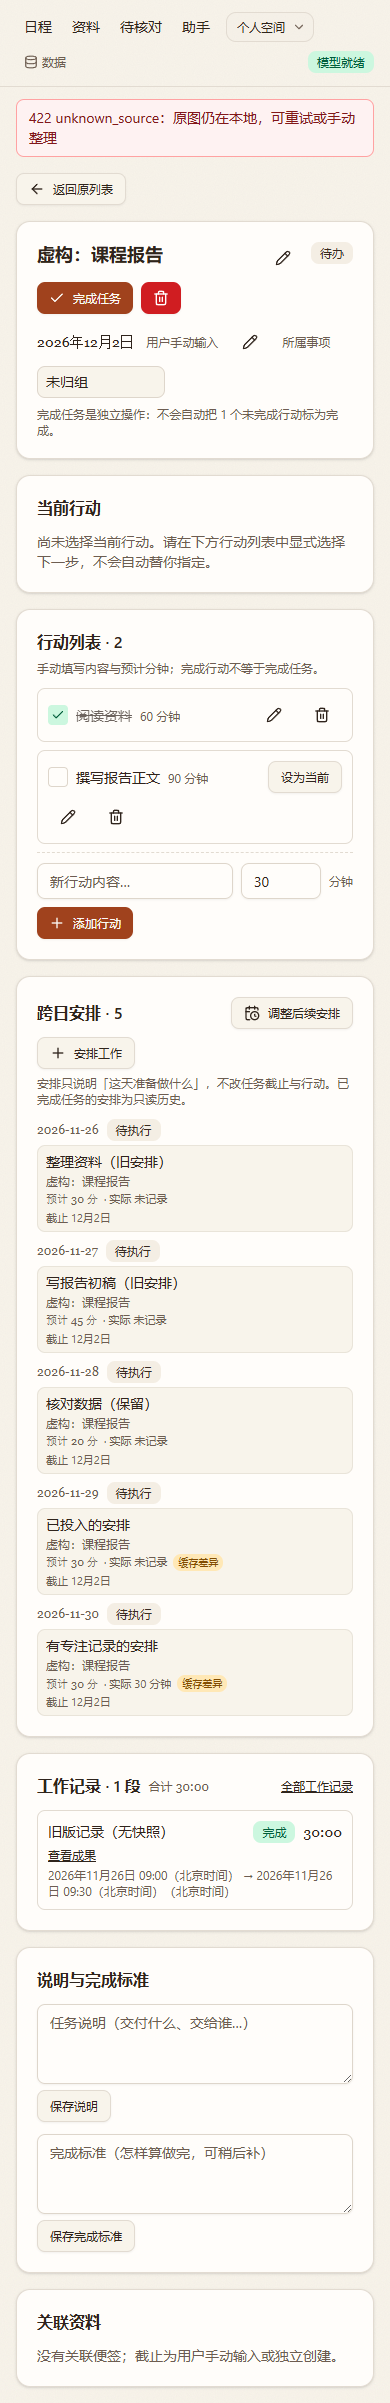 日程 资料 待核对 助手 个人空间
数据 模型就绪
422 unknown_source：原图仍在本地，可重试或手动
整理
返回原列表
虚构：课程报告 待办
完成任务
2026年12月2日 用户手动输入 所属事项
未归组
完成任务是独立操作：不会自动把 1 个未完成行动标为完
成。
当前行动
尚未选择当前行动。请在下方行动列表中显式选择
下一步，不会自动替你指定。
行动列表 · 2
手动填写内容与预计分钟；完成行动不等于完成任务。
阅读资料 60 分钟
撰写报告正文 90 分钟 设为当前
新行动内容... 30 分钟
添加行动
跨日安排 · 5 调整后续安排
安排工作
安排只说明「这天准备做什么」，不改任务截止与行动。已
完成任务的安排为只读历史。
2026-11-26 待执行
整理资料（旧安排）
虚构：课程报告
预计 30 分 · 实际 未记录
截止 12月2日
2026-11-27 待执行
写报告初稿（旧安排）
虚构：课程报告
预计 45 分 · 实际 未记录
截止 12月2日
2026-11-28 待执行
核对数据（保留）
虚构：课程报告
预计 20 分 · 实际 未记录
截止 12月2日
2026-11-29 待执行
已投入的安排
虚构：课程报告
预计 30 分 · 实际 未记录 缓存差异
截止 12月2日
2026-11-30 待执行
有专注记录的安排
虚构：课程报告
预计 30 分 · 实际 30 分钟 缓存差异
截止 12月2日
工作记录 · 1 段 合计 30:00 全部工作记录
旧版记录（无快照） 完成 30:00
查看成果
2026年11月26日 09:00（北京时间） → 2026年11月26
日 09:30（北京时间）（北京时间）
说明与完成标准
任务说明（交付什么、交给谁...）
保存说明
完成标准（怎样算做完，可稍后补）
保存完成标准
关联资料
没有关联便签；截止为用户手动输入或独立创建。